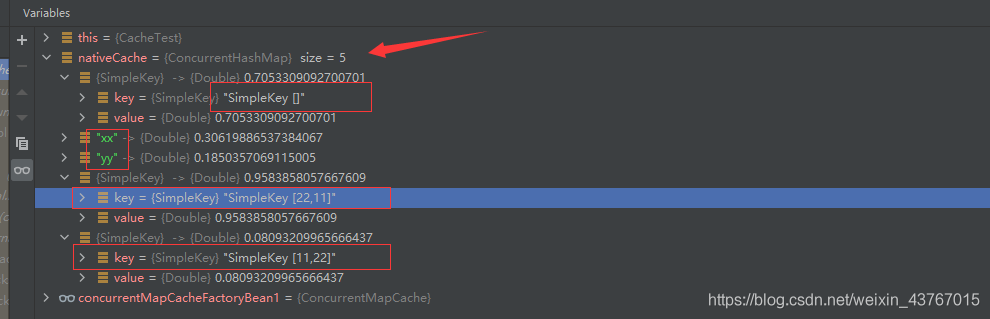 Variables
this = {CacheTest}
nativeCache = {ConcurrentHashMap} size = 5
{SimpleKey} -> {Double} 0.7053309092700701
key = {SimpleKey} "SimpleKey []"
value = {Double} 0.7053309092700701
"xx" -> {Double} 0.30619886537384067
"yy" -> {Double} 0.1850357069115005
{SimpleKey} -> {Double} 0.9583858057667609
key = {SimpleKey} "SimpleKey [22,11]"
value = {Double} 0.9583858057667609
{SimpleKey} -> {Double} 0.08093209965666437
key = {SimpleKey} "SimpleKey [11,22]"
value = {Double} 0.08093209965666437
concurrentMapCacheFactoryBean1 = {ConcurrentMapCache}
https://blog.csdn.net/weixin_43767015